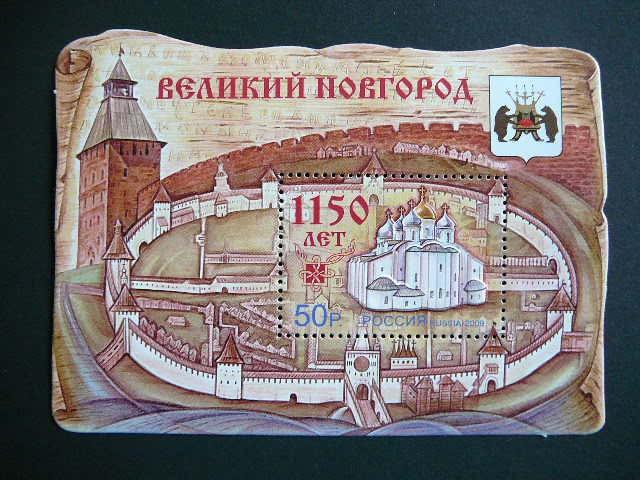 ВЕЛИКИЙ НОВГОРОД
1150
ЛЕТ
50Р РОССИЯ RUSSIA 2009